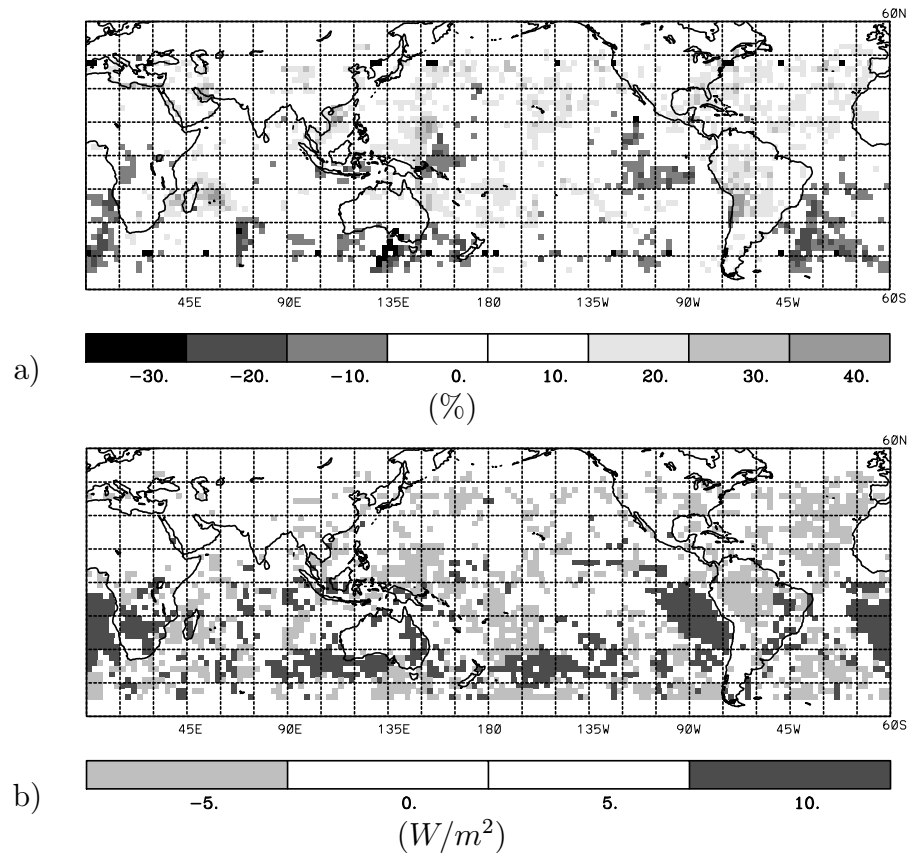 60N
45E 90E 135E 180 135W 90W 45W 60S
a) -30. -20. -10. 0. 10. 20. 30. 40.
(%)
60N
45E 90E 135E 180 135W 90W 45W 60S
b) -5. 0. 5. 10.
(W/m²)